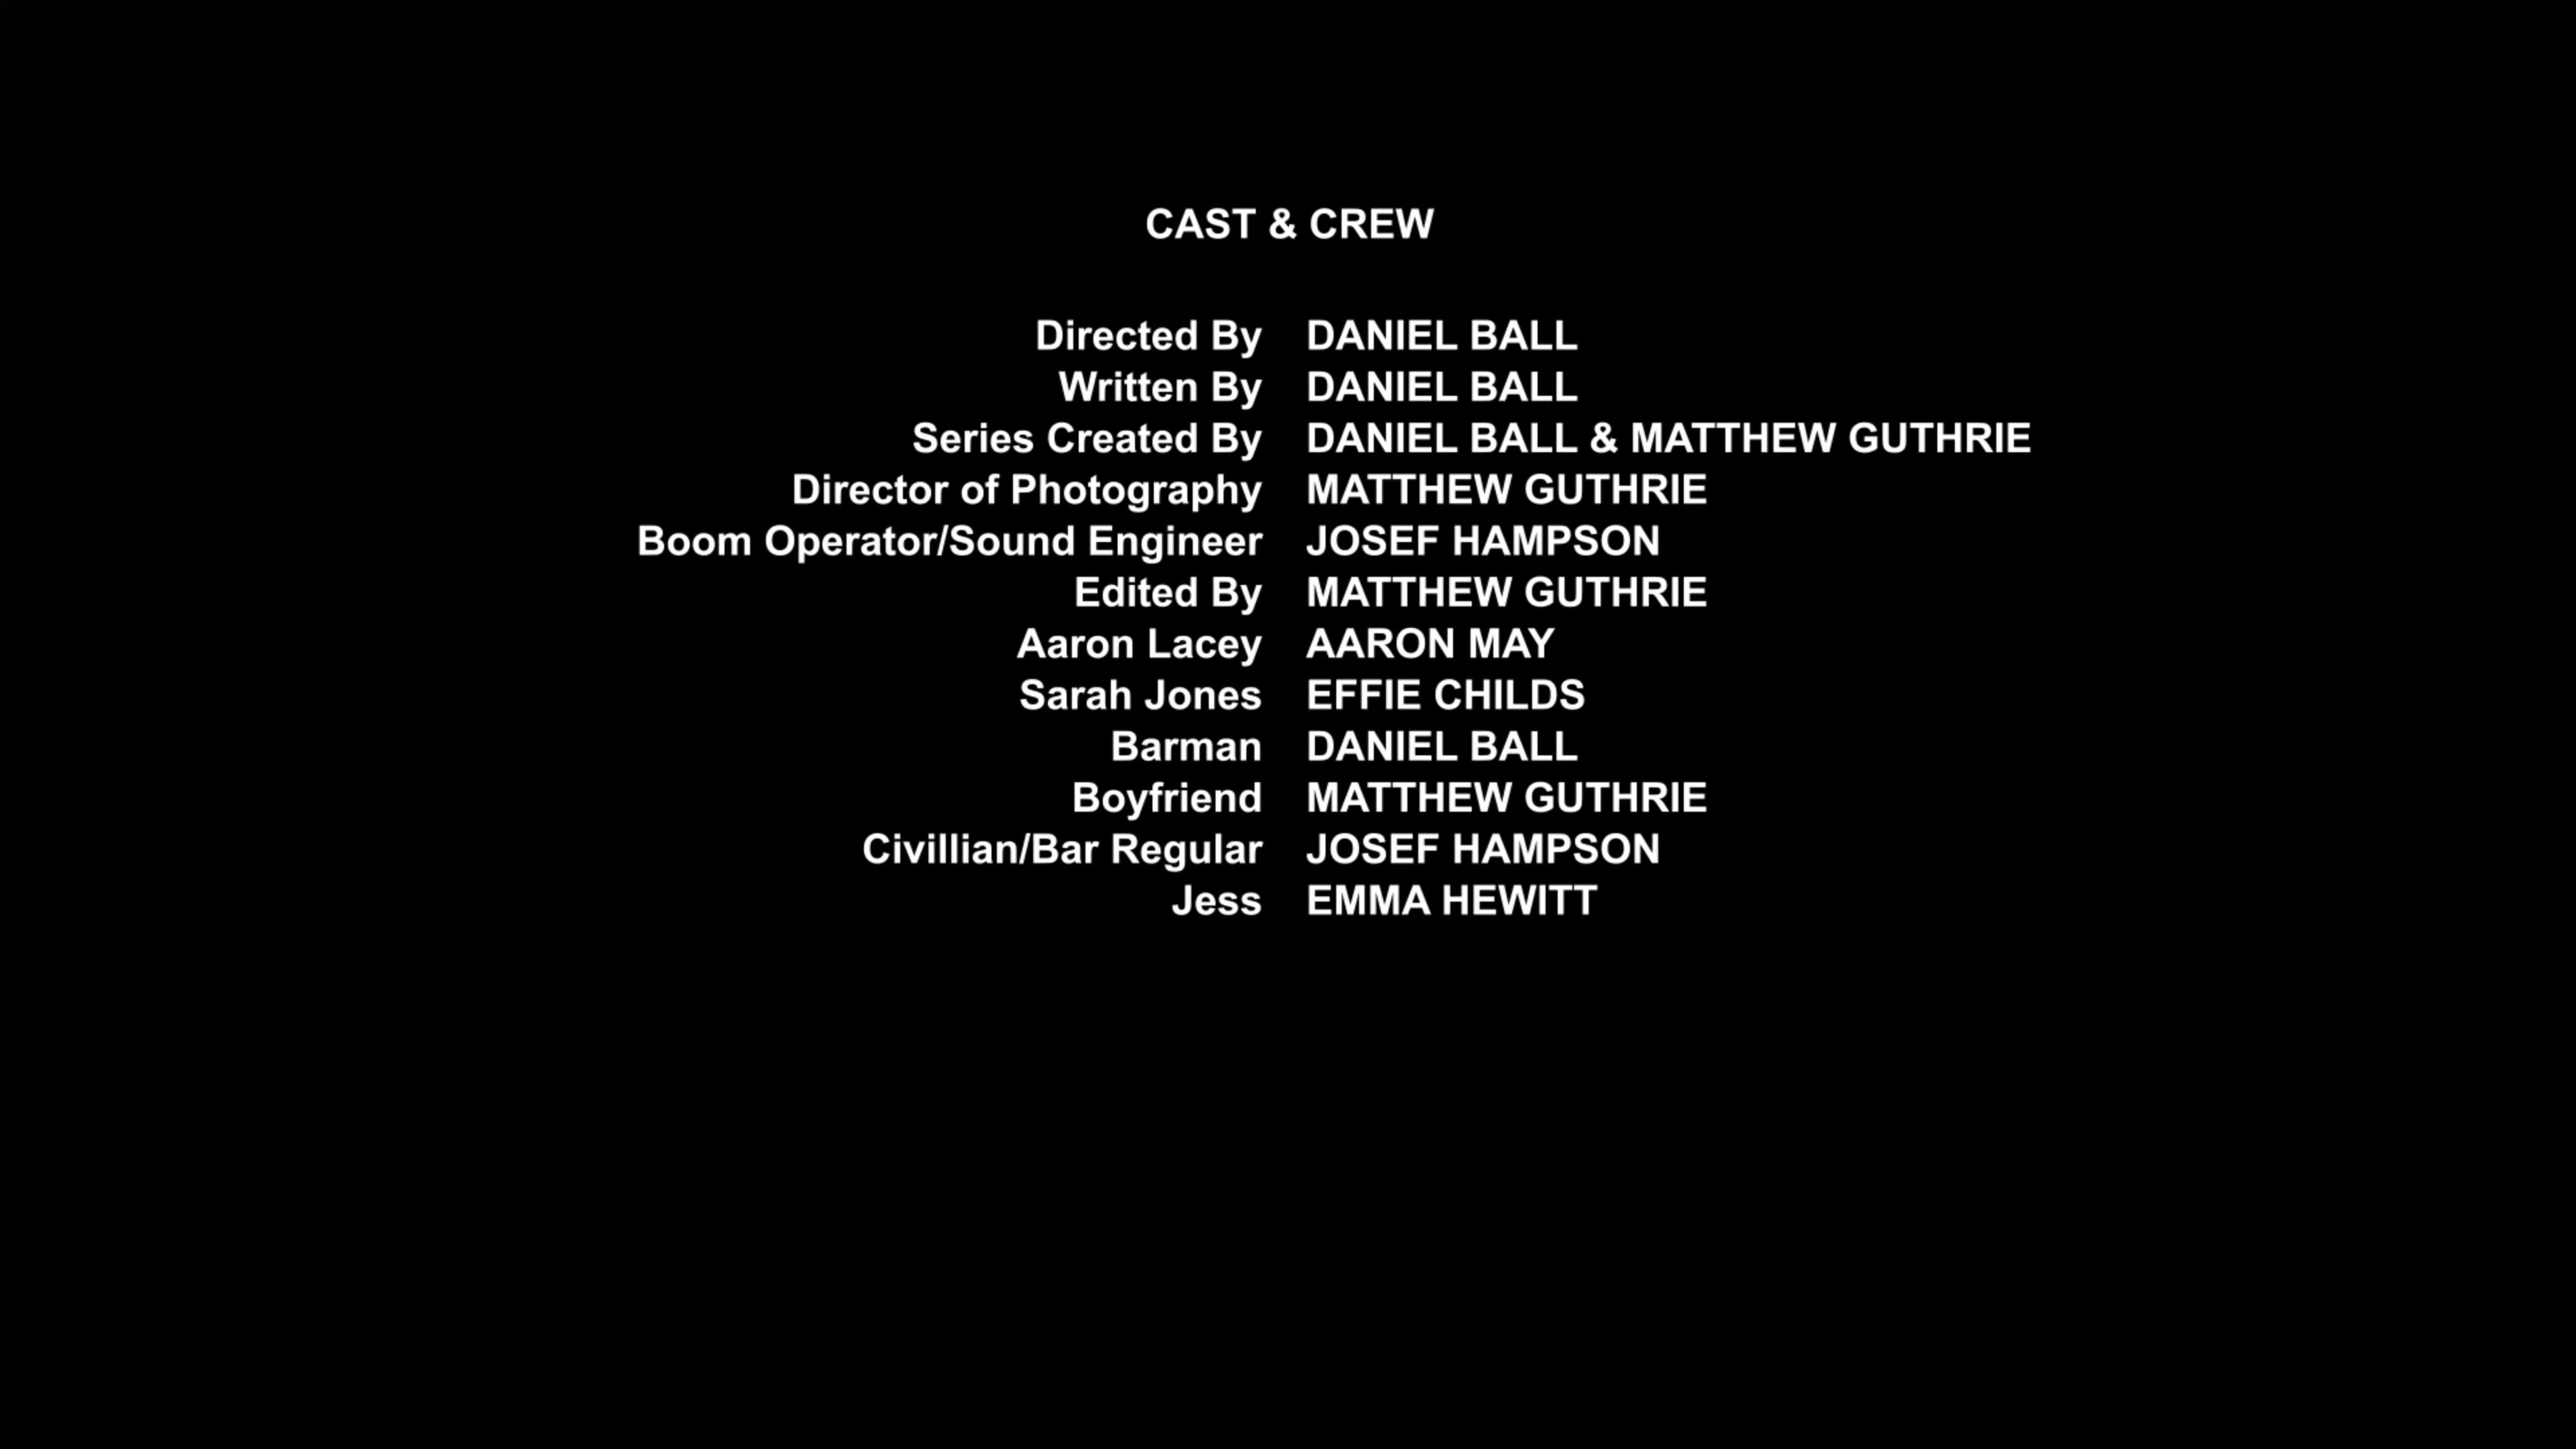 CAST & CREW
Directed By DANIEL BALL
Written By DANIEL BALL
Series Created By DANIEL BALL & MATTHEW GUTHRIE
Director of Photography MATTHEW GUTHRIE
Boom Operator/Sound Engineer JOSEF HAMPSON
Edited By MATTHEW GUTHRIE
Aaron Lacey AARON MAY
Sarah Jones EFFIE CHILDS
Barman DANIEL BALL
Boyfriend MATTHEW GUTHRIE
Civillian/Bar Regular JOSEF HAMPSON
Jess EMMA HEWITT